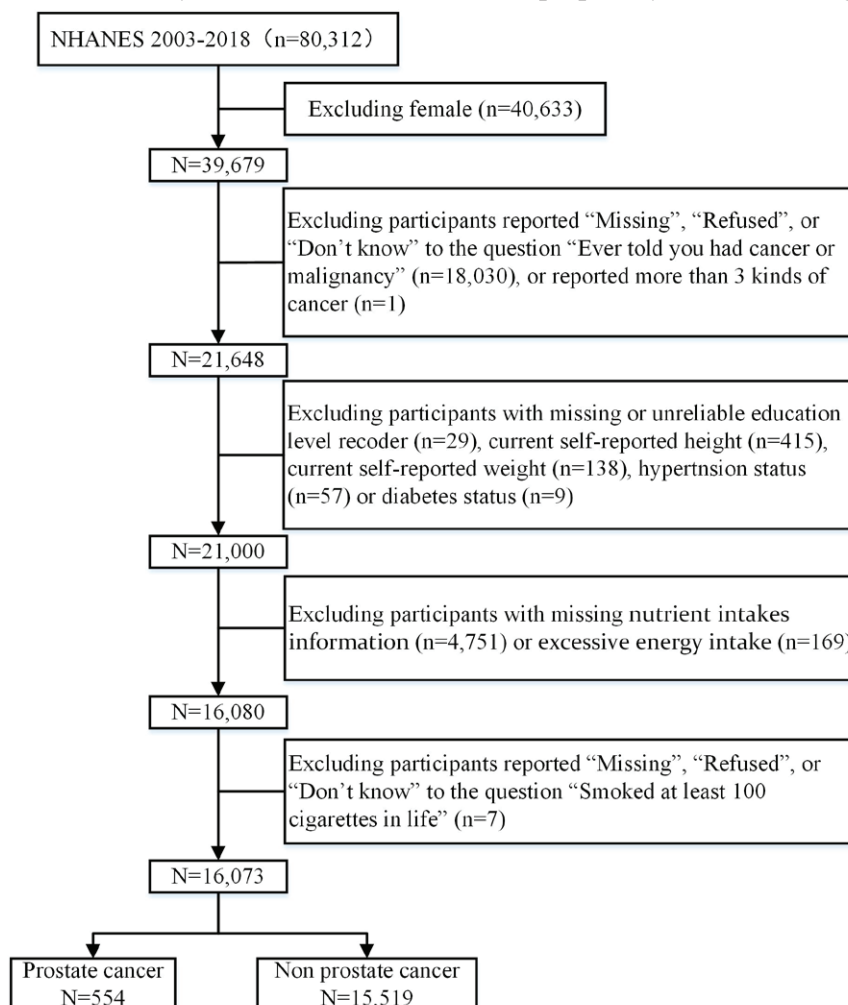 NHANES 2003-2018（n=80,312）
Excluding female (n=40,633)
N=39,679
Excluding participants reported “Missing”, “Refused”, or
“Don’t know” to the question “Ever told you had cancer or
malignancy” (n=18,030), or reported more than 3 kinds of
cancer (n=1)
N=21,648
Excluding participants with missing or unreliable education
level recoder (n=29), current self-reported height (n=415),
current self-reported weight (n=138), hypertnsion status
(n=57) or diabetes status (n=9)
N=21,000
Excluding participants with missing nutrient intakes
information (n=4,751) or excessive energy intake (n=169)
N=16,080
Excluding participants reported “Missing”, “Refused”, or
“Don’t know” to the question “Smoked at least 100
cigarettes in life” (n=7)
N=16,073
Prostate cancer
N=554
Non prostate cancer
N=15,519